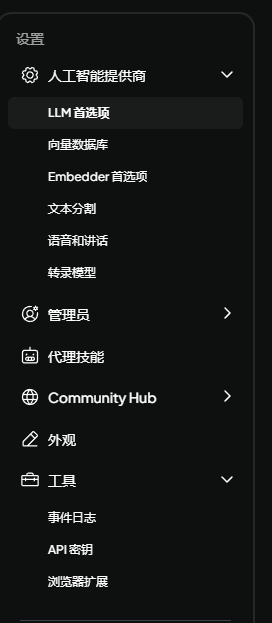 设置
人工智能提供商
LLM 首选项
向量数据库
Embedder 首选项
文本分割
语音和讲话
转录模型
管理员
代理技能
Community Hub
外观
工具
事件日志
API 密钥
浏览器扩展